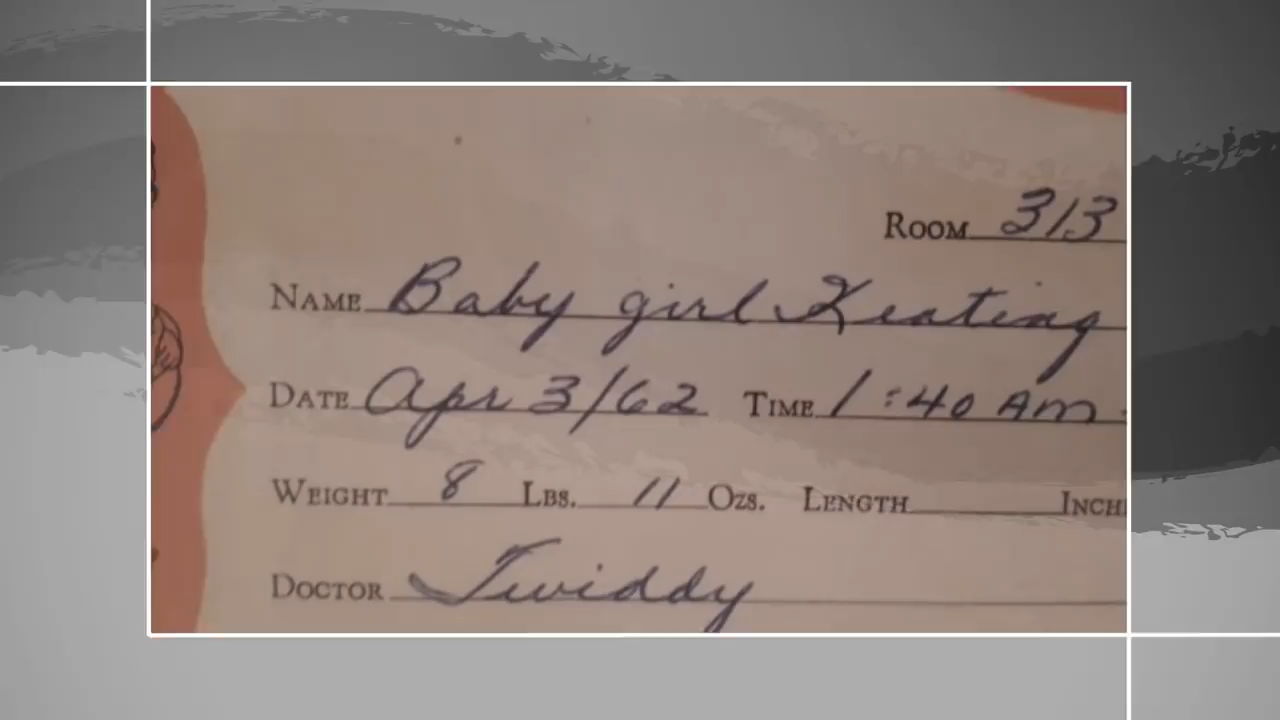 ROOM 313
NAME Baby girl Keating
DATE Apr 3/62 TIME 1:40 AM.
WEIGHT 8 LBS. 11 OZS. LENGTH INCH
DOCTOR Twiddy